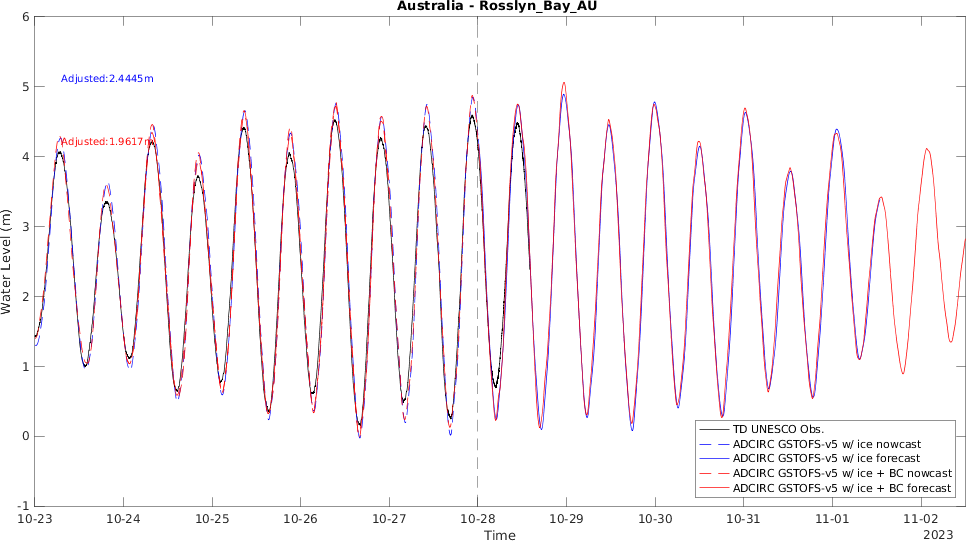 Australia - Rosslyn_Bay_AU
6
5
4
3
2
1
0
-1
Water Level (m)
Adjusted:2.4445m
Adjusted:1.9617m
TD UNESCO Obs.
ADCIRC GSTOFS-v5 w/ ice nowcast
ADCIRC GSTOFS-v5 w/ ice forecast
ADCIRC GSTOFS-v5 w/ ice + BC nowcast
ADCIRC GSTOFS-v5 w/ ice + BC forecast
10-23 10-24 10-25 10-26 10-27 10-28 10-29 10-30 10-31 11-01 11-02
Time
2023